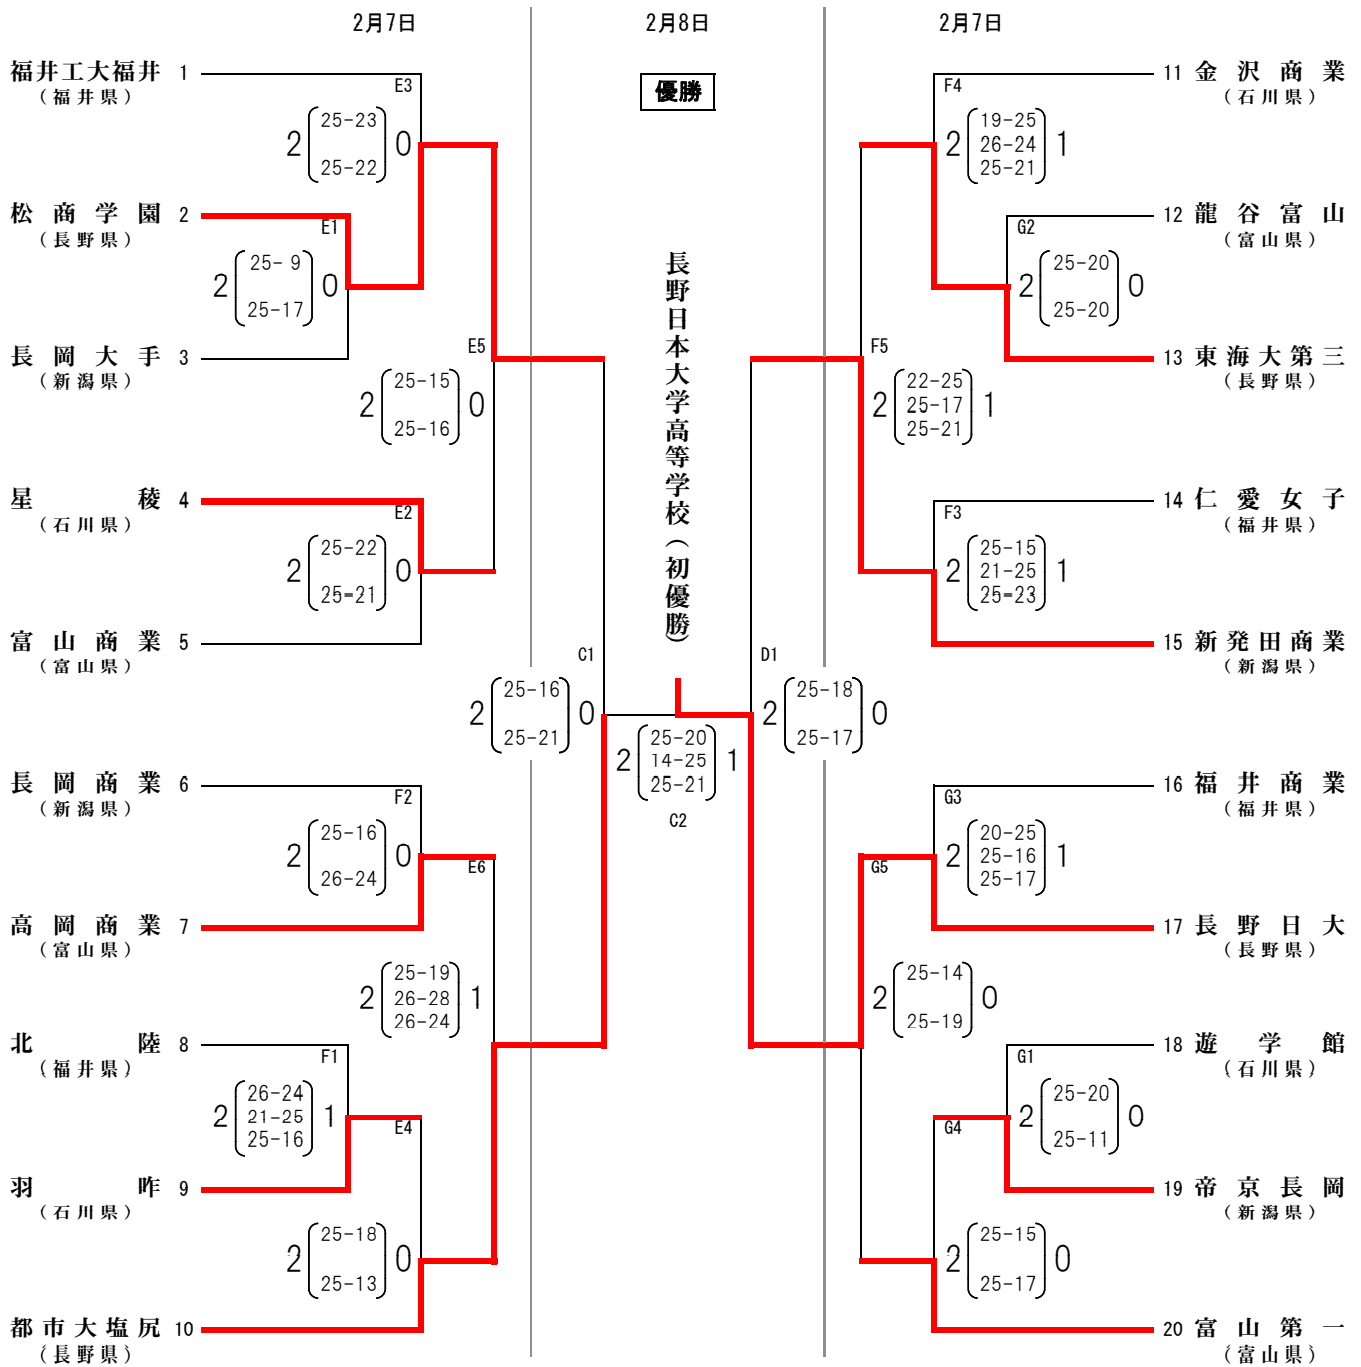 2月7日
2月8日
2月7日
優勝
長野日本大学高等学校（初優勝）
福井工大福井 1
（福井県）
E3
2 25-23 0
25-22
松商学園 2
（長野県）
E1
2 25- 9 0
25-17
長岡大手 3
（新潟県）
E5
2 25-15 0
25-16
星稜 4
（石川県）
E2
2 25-22 0
25=21
富山商業 5
（富山県）
C1
2 25-16 0
25-21
長岡商業 6
（新潟県）
F2
2 25-16 0
26-24
高岡商業 7
（富山県）
E6
2 25-19 1
26-28
26-24
北陸 8
（福井県）
F1
2 26-24 1
21-25
25-16
羽咋 9
（石川県）
E4
2 25-18 0
25-13
都市大塩尻 10
（長野県）
2 25-20 1
14-25
25-21
C2
11 金沢商業
（石川県）
F4
2 19-25 1
26-24
25-21
12 龍谷富山
（富山県）
G2
2 25-20 0
25-20
13 東海大第三
（長野県）
F5
2 22-25 1
25-17
25-21
14 仁愛女子
（福井県）
F3
2 25-15 1
21-25
25=23
15 新発田商業
（新潟県）
D1
2 25-18 0
25-17
16 福井商業
（福井県）
G3
2 20-25 1
25-16
25-17
17 長野日大
（長野県）
G5
2 25-14 0
25-19
18 遊学館
（石川県）
G1
2 25-20 0
25-11
19 帝京長岡
（新潟県）
G4
2 25-15 0
25-17
20 富山第一
（富山県）